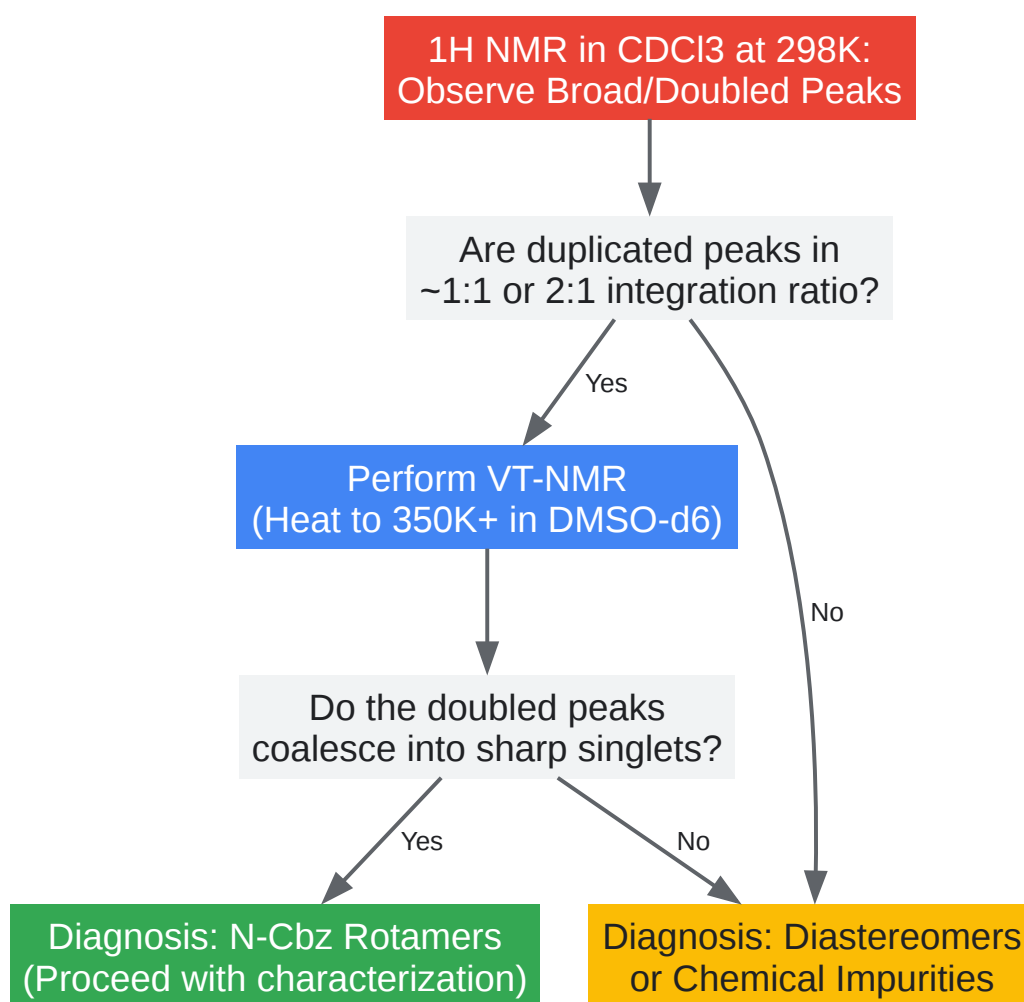 1H NMR in CDCl3 at 298K:
Observe Broad/Doubled Peaks
Are duplicated peaks in
~1:1 or 2:1 integration ratio?
Yes
Perform VT-NMR
(Heat to 350K+ in DMSO-d6)
No
Do the doubled peaks
coalesce into sharp singlets?
Yes
No
Diagnosis: N-Cbz Rotamers
(Proceed with characterization)
Diagnosis: Diastereomers
or Chemical Impurities